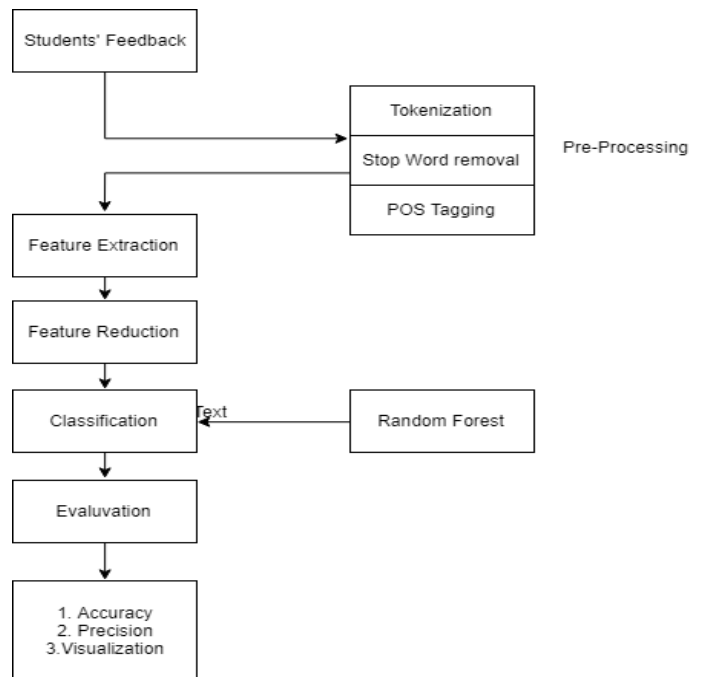 Students' Feedback
Tokenization
Stop Word removal
Pre-Processing
POS Tagging
Feature Extraction
Feature Reduction
Classification
Text
Random Forest
Evaluvation
1. Accuracy
2. Precision
3.Visualization